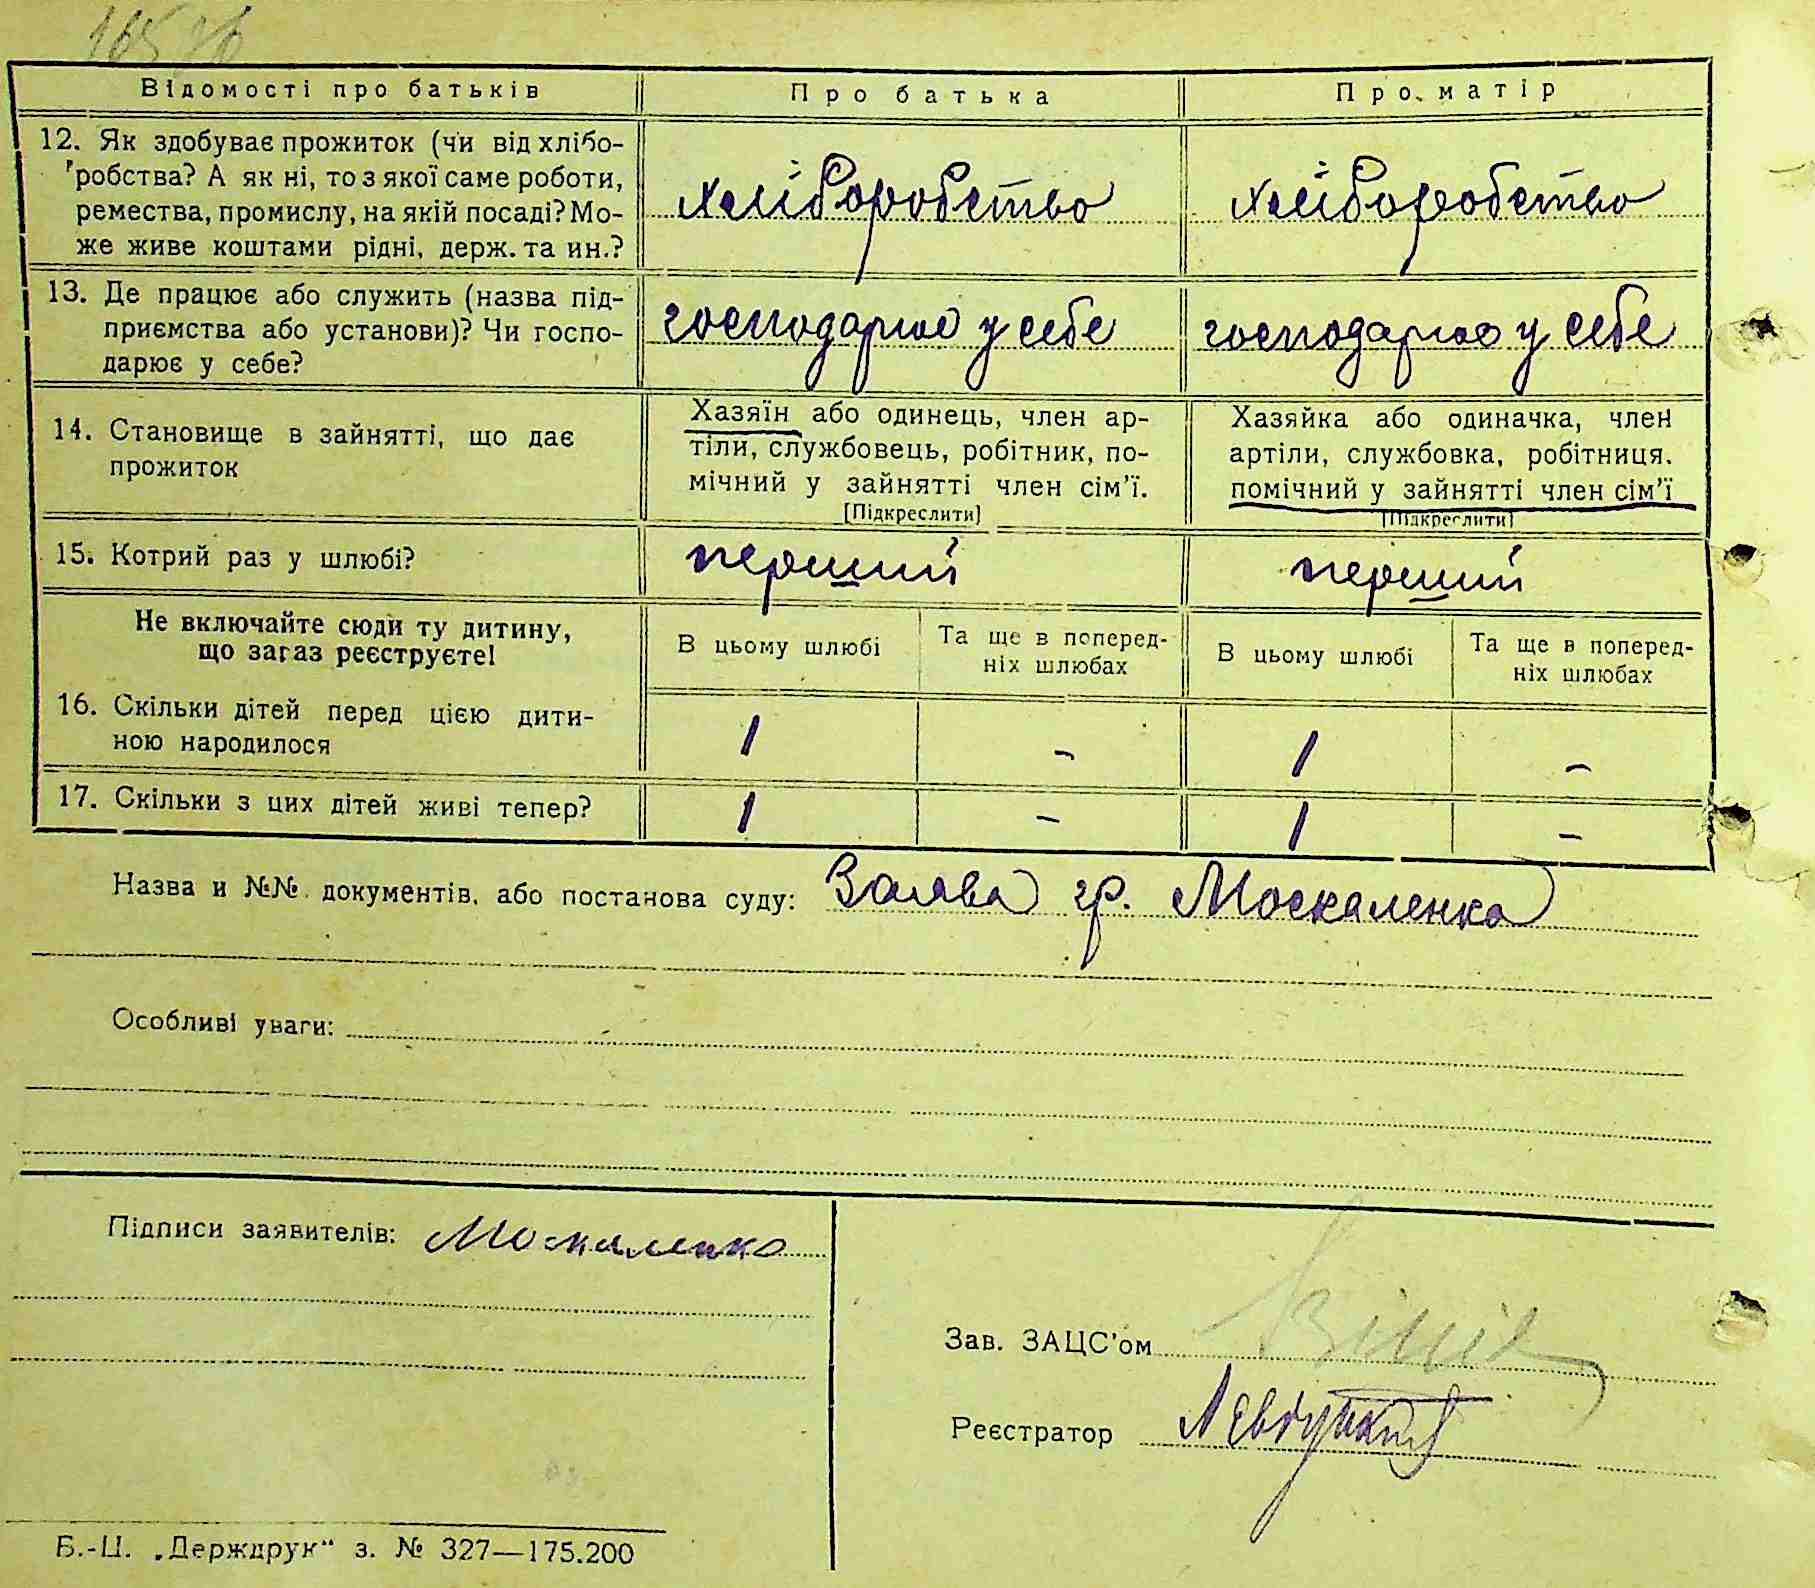 Відомості про батьків
Про батька
Про матір
12. Як здобуває прожиток (чи від хлібо-
робства? А як ні, то з якої саме роботи,
ремества, промислу, на якій посаді? Мо-
же живе коштами рідні, держ. та ин.?
хліборобство
хліборобство
13. Де працює або служить (назва під-
приємства або установи)? Чи госпо-
дарює у себе?
господарює у себе
господарює у себе
14. Становище в зайнятті, що дає
прожиток
Хазяїн або одинець, член ар-
тіли, службовець, робітник, по-
мічний у зайнятті член сім'ї.
[Підкреслити]
Хазяйка або одиначка, член
артіли, службовка, робітниця.
помічний у зайнятті член сім'ї
[Підкреслити]
15. Котрий раз у шлюбі?
перший
перший
Не включайте сюди ту дитину,
що зараз реєструєте!
В цьому шлюбі
Та ще в поперед-
ніх шлюбах
В цьому шлюбі
Та ще в поперед-
ніх шлюбах
16. Скільки дітей перед цією дити-
ною народилося
1
-
1
-
17. Скільки з цих дітей живі тепер?
1
-
1
-
Назва и №№ документів, або постанова суду: Заява гр. Москаленка
Особливі уваги:
Підписи заявителів: Москаленко
Зав. ЗАЦС'ом
Реєстратор
Б.-Ц. „Держдрук“ з. № 327—175.200